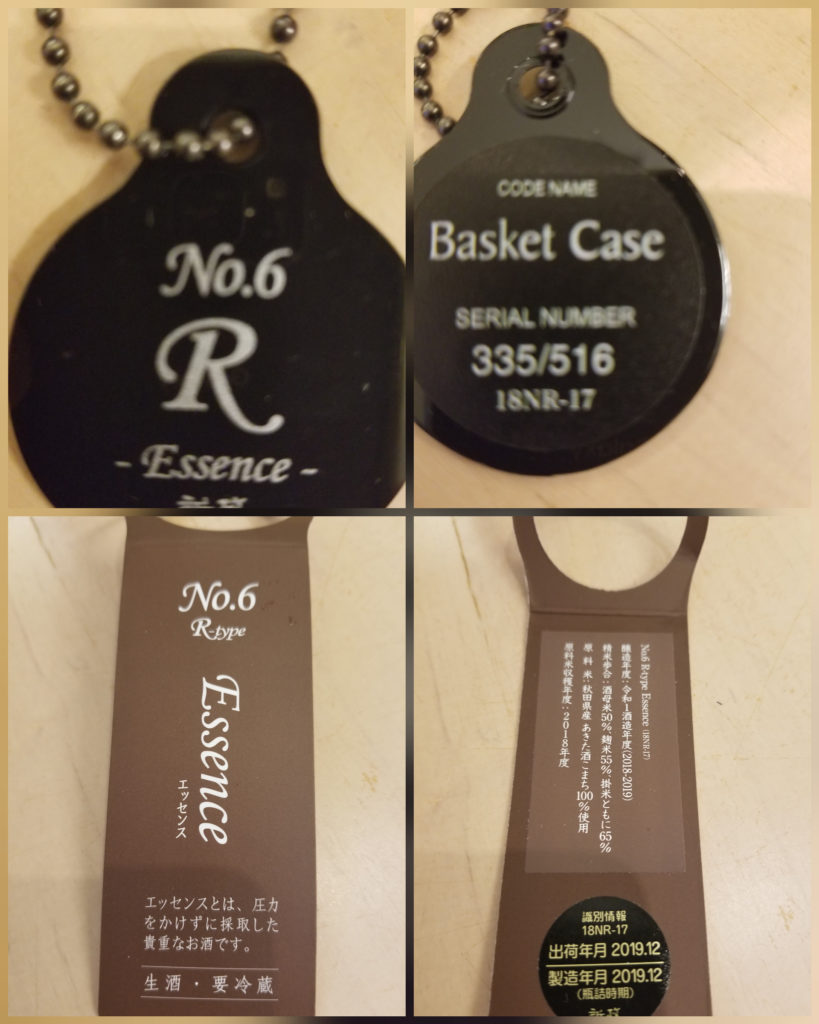 No.6
R
- Essence -
CODE NAME
Basket Case
SERIAL NUMBER
335/516
18NR-17
No.6
R-type
Essence
エッセンス
エッセンスとは、圧力
をかけずに採取した
貴重なお酒です。
生酒・要冷蔵
No.6 R-type Essence (18NR-17)
醸造年度:令和1酒造年度(2018-2019)
精米歩合:酒母米50%、麹米55%、掛米ともに65%
原料米:秋田県産 あきた酒こまち100%使用
原料米収穫年度:2018年度
識別情報
18NR-17
出荷年月 2019.12
製造年月 2019.12
(瓶詰時期)